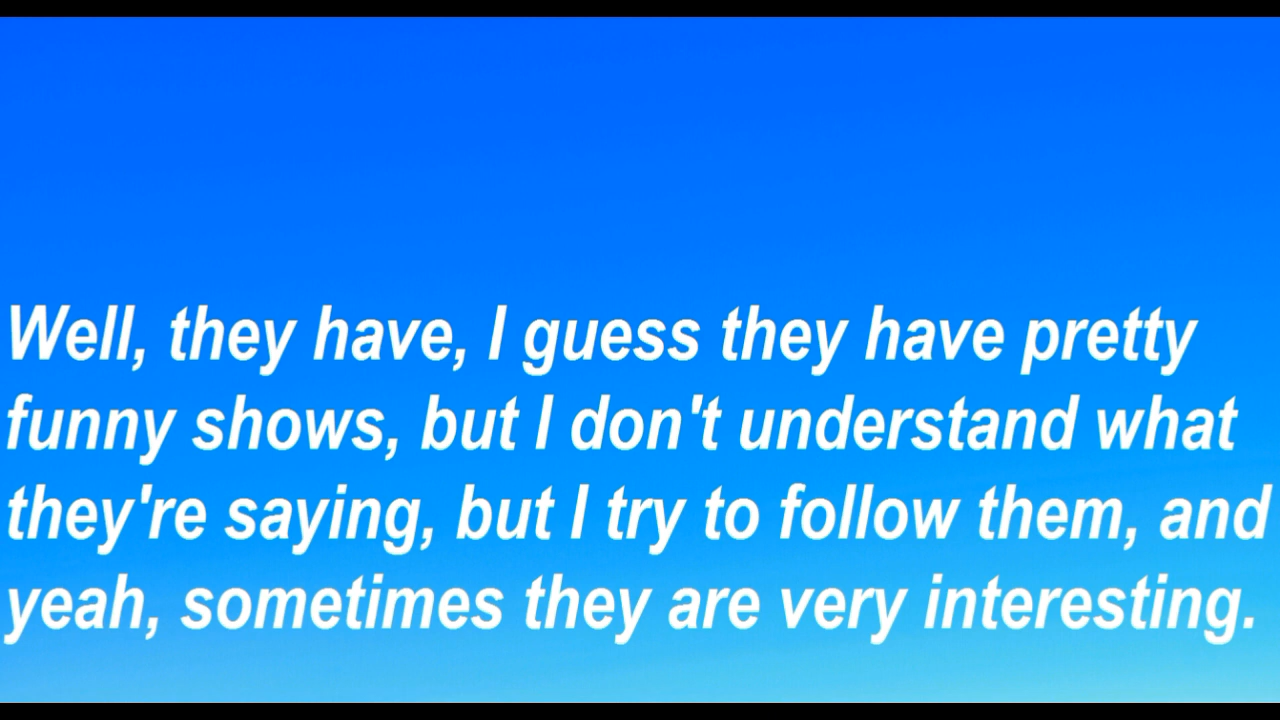 Well, they have, I guess they have pretty
funny shows, but I don't understand what
they're saying, but I try to follow them, and
yeah, sometimes they are very interesting.